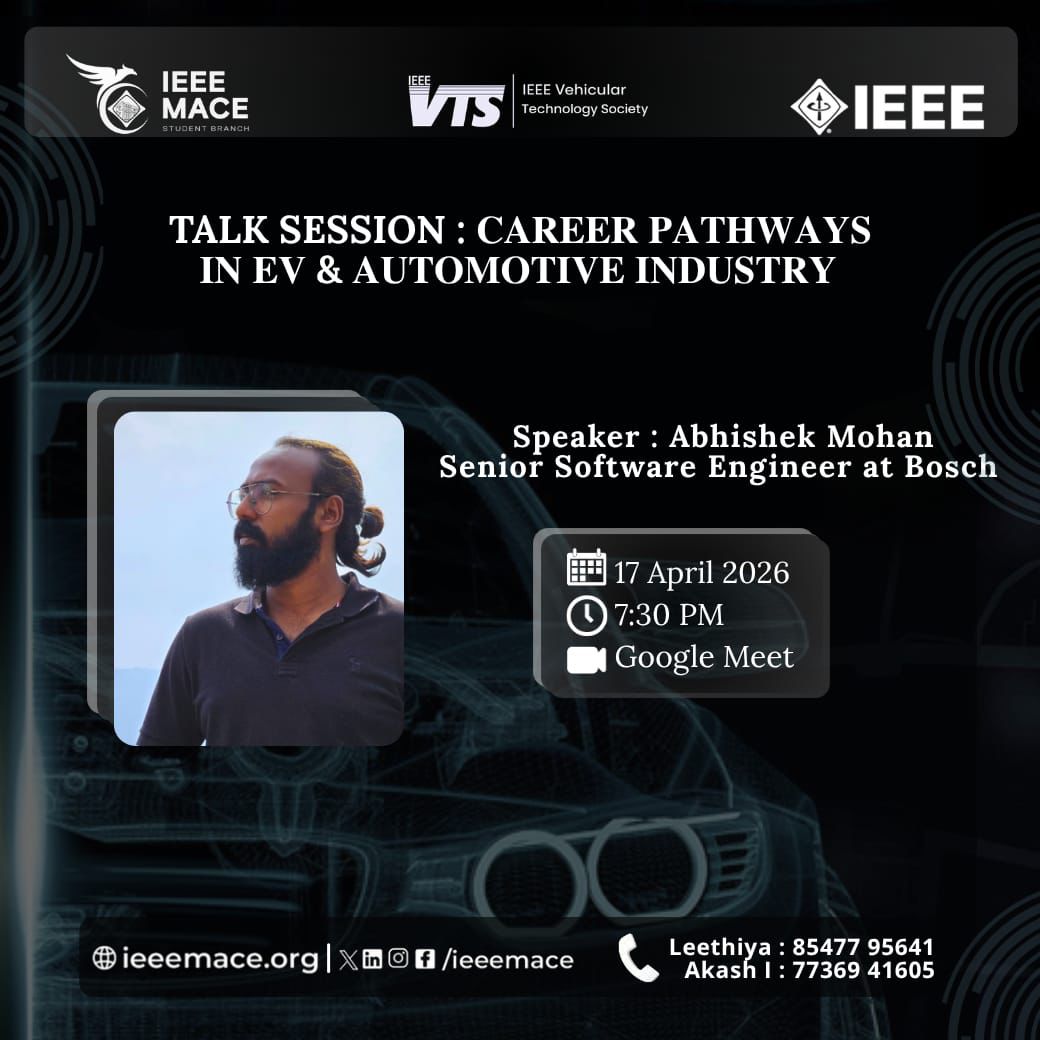 IEEE
MACE
STUDENT BRANCH
IEEE
VTS
IEEE Vehicular
Technology Society
IEEE
TALK SESSION : CAREER PATHWAYS
IN EV & AUTOMOTIVE INDUSTRY
Speaker : Abhishek Mohan
Senior Software Engineer at Bosch
17 April 2026
7:30 PM
Google Meet
ieeemace.org | /ieeemace
Leethiya : 85477 95641
Akash I : 77369 41605